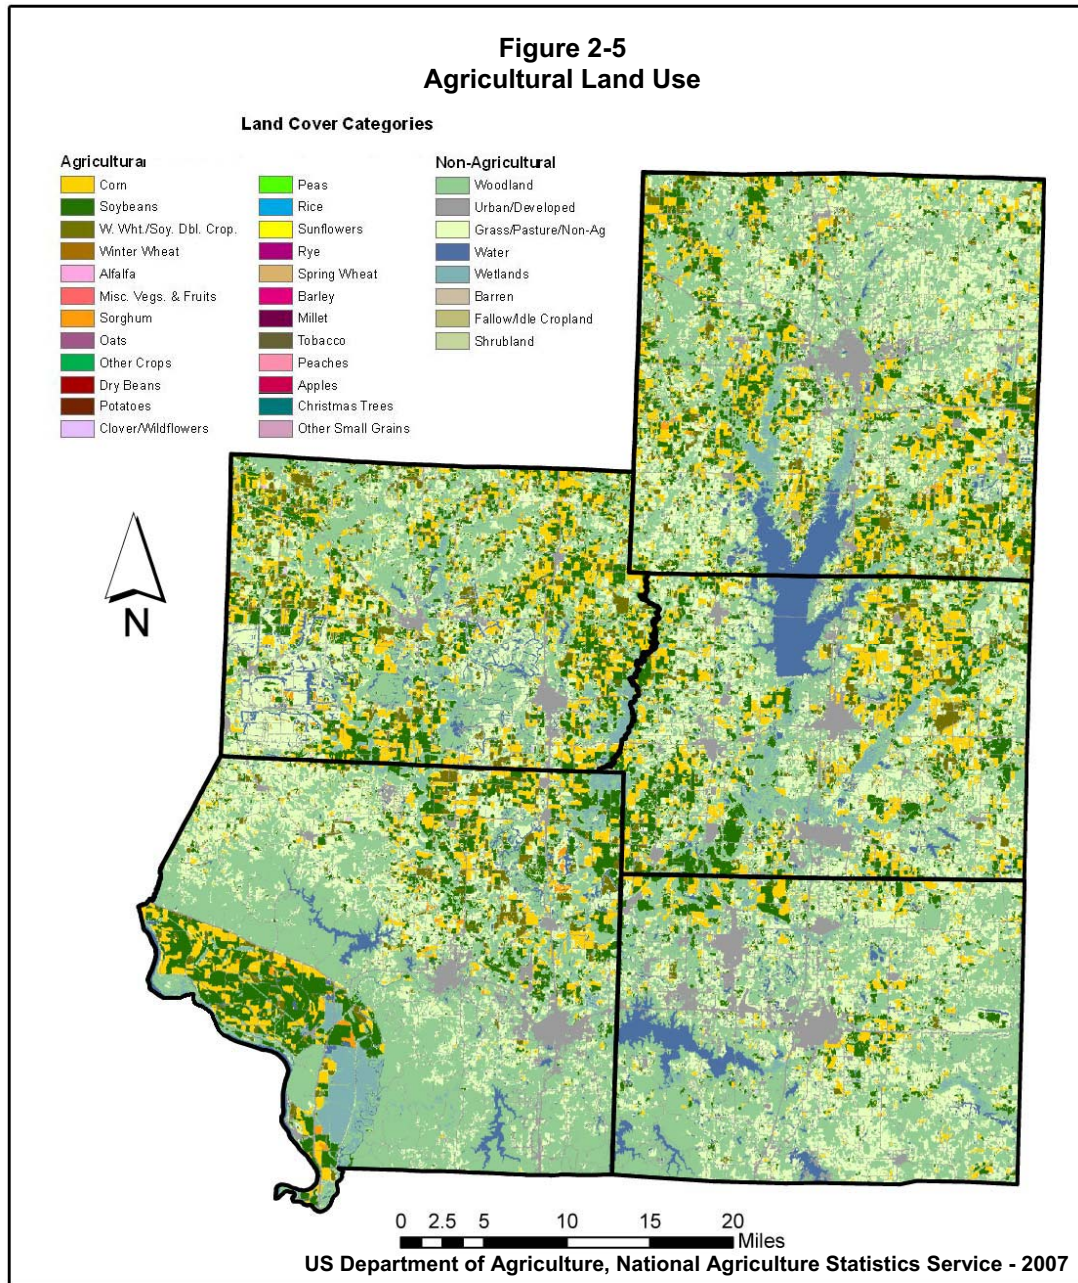 Figure 2-5
Agricultural Land Use
Land Cover Categories
Agricultural
Corn
Soybeans
W. Wht./Soy. Dbl. Crop.
Winter Wheat
Alfalfa
Misc. Vegs. & Fruits
Sorghum
Oats
Other Crops
Dry Beans
Potatoes
Clover/Wildflowers
Peas
Rice
Sunflowers
Rye
Spring Wheat
Barley
Millet
Tobacco
Peaches
Apples
Christmas Trees
Other Small Grains
Non-Agricultural
Woodland
Urban/Developed
Grass/Pasture/Non-Ag
Water
Wetlands
Barren
Fallow/Idle Cropland
Shrubland
N
0 2.5 5 10 15 20
Miles
US Department of Agriculture, National Agriculture Statistics Service - 2007